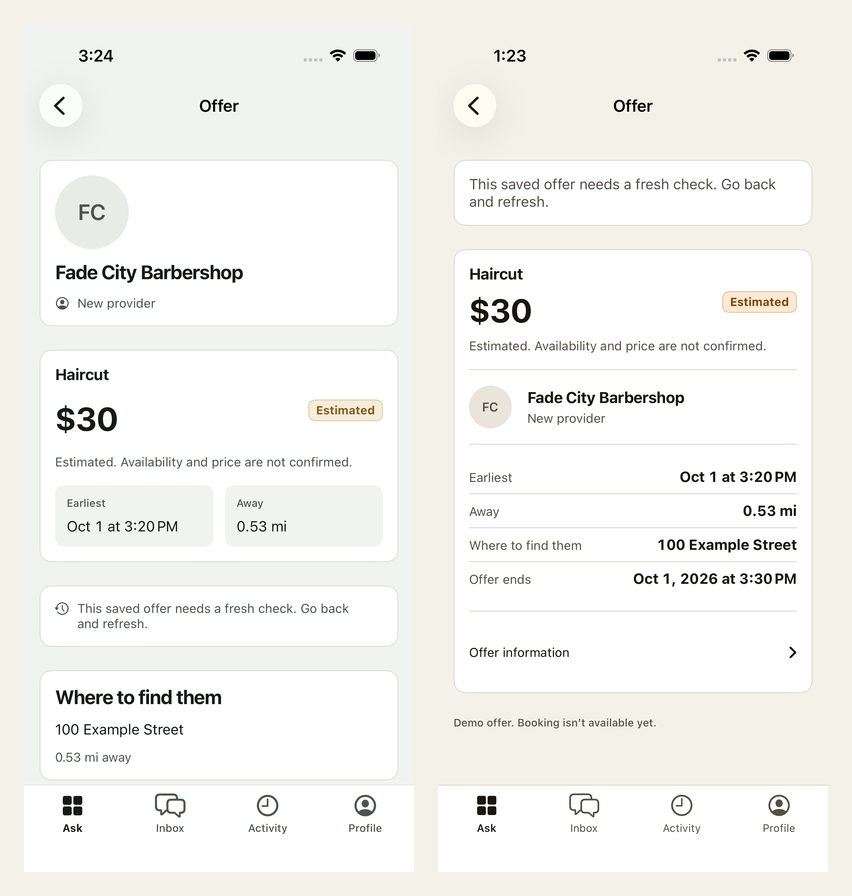 3:24
Offer
FC
Fade City Barbershop
New provider
Haircut
$30
Estimated
Estimated. Availability and price are not confirmed.
Earliest
Oct 1 at 3:20 PM
Away
0.53 mi
This saved offer needs a fresh check. Go back
and refresh.
Where to find them
100 Example Street
0.53 mi away
Ask
Inbox
Activity
Profile
1:23
Offer
This saved offer needs a fresh check. Go back
and refresh.
Haircut
$30
Estimated
Estimated. Availability and price are not confirmed.
FC
Fade City Barbershop
New provider
Earliest
Oct 1 at 3:20 PM
Away
0.53 mi
Where to find them
100 Example Street
Offer ends
Oct 1, 2026 at 3:30 PM
Offer information
Demo offer. Booking isn’t available yet.
Ask
Inbox
Activity
Profile